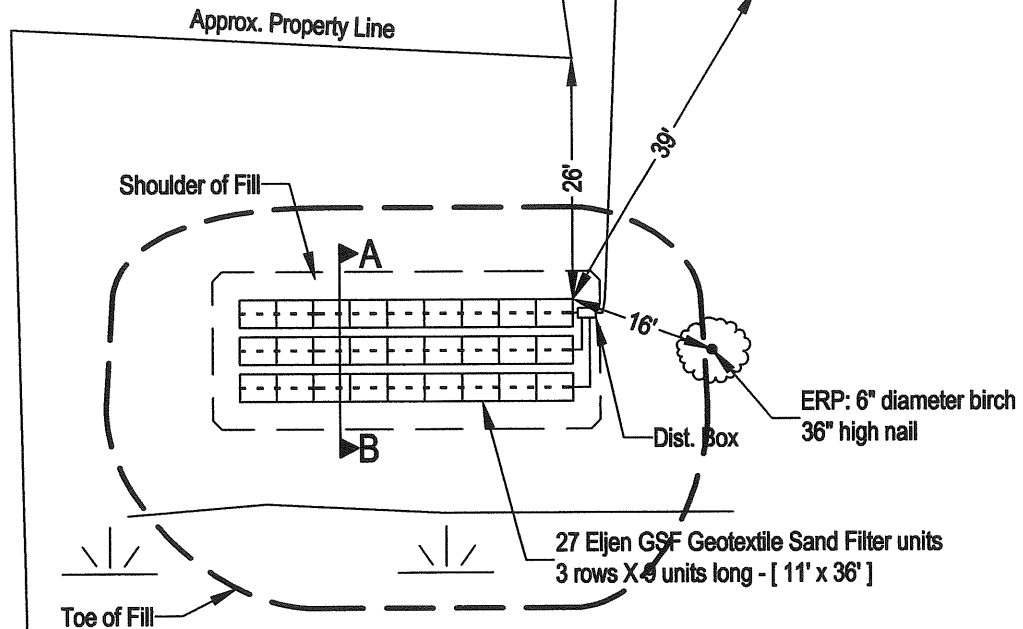 Approx. Property Line
39'
26'
Shoulder of Fill
A
16'
ERP: 6" diameter birch
36" high nail
Dist. Box
B
27 Eljen GSF Geotextile Sand Filter units
3 rows X 9 units long - [ 11' x 36' ]
Toe of Fill